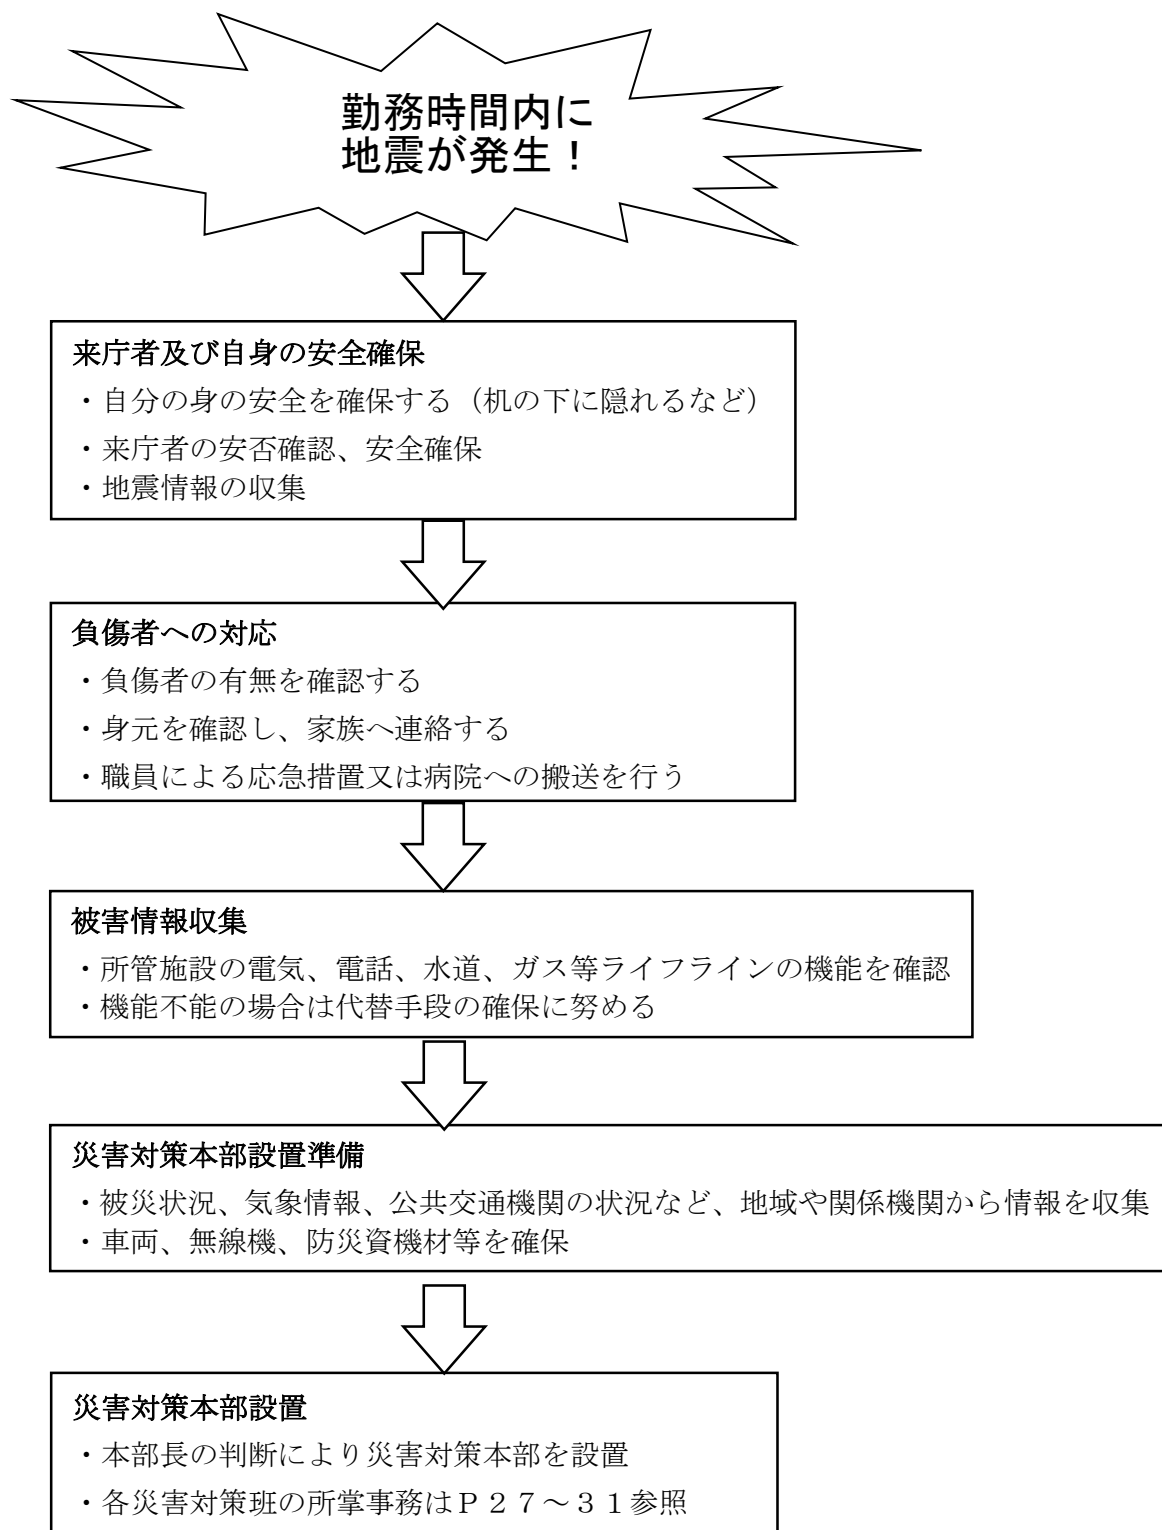 勤務時間内に
地震が発生！
来庁者及び自身の安全確保
・自分の身の安全を確保する（机の下に隠れるなど）
・来庁者の安否確認、安全確保
・地震情報の収集
負傷者への対応
・負傷者の有無を確認する
・身元を確認し、家族へ連絡する
・職員による応急措置又は病院への搬送を行う
被害情報収集
・所管施設の電気、電話、水道、ガス等ライフラインの機能を確認
・機能不能の場合は代替手段の確保に努める
災害対策本部設置準備
・被災状況、気象情報、公共交通機関の状況など、地域や関係機関から情報を収集
・車両、無線機、防災資機材等を確保
災害対策本部設置
・本部長の判断により災害対策本部を設置
・各災害対策班の所掌事務はＰ２７～３１参照